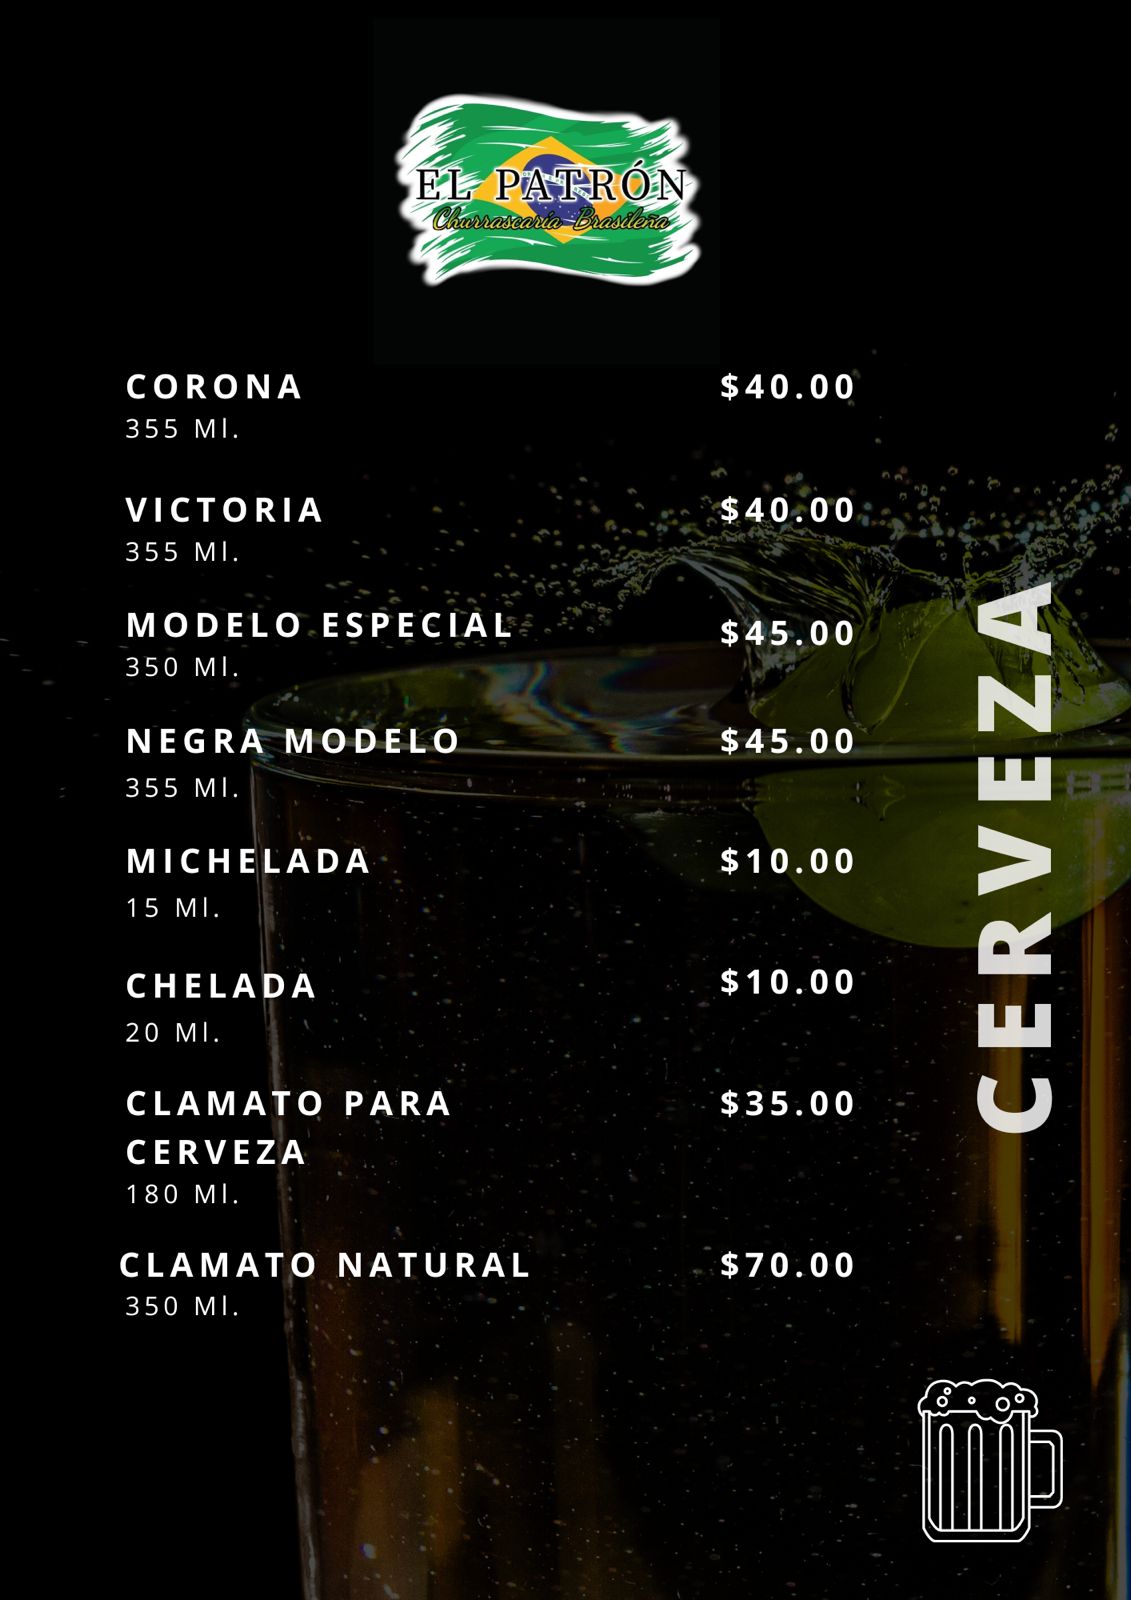 EL PATRÓN
Churrascaría Brasileña
CORONA $40.00
355 Ml.
VICTORIA $40.00
355 Ml.
MODELO ESPECIAL $45.00
350 Ml.
NEGRA MODELO $45.00
355 Ml.
MICHELADA $10.00
15 Ml.
CHELADA $10.00
20 Ml.
CLAMATO PARA $35.00
CERVEZA
180 Ml.
CLAMATO NATURAL $70.00
350 Ml.
CERVEZA